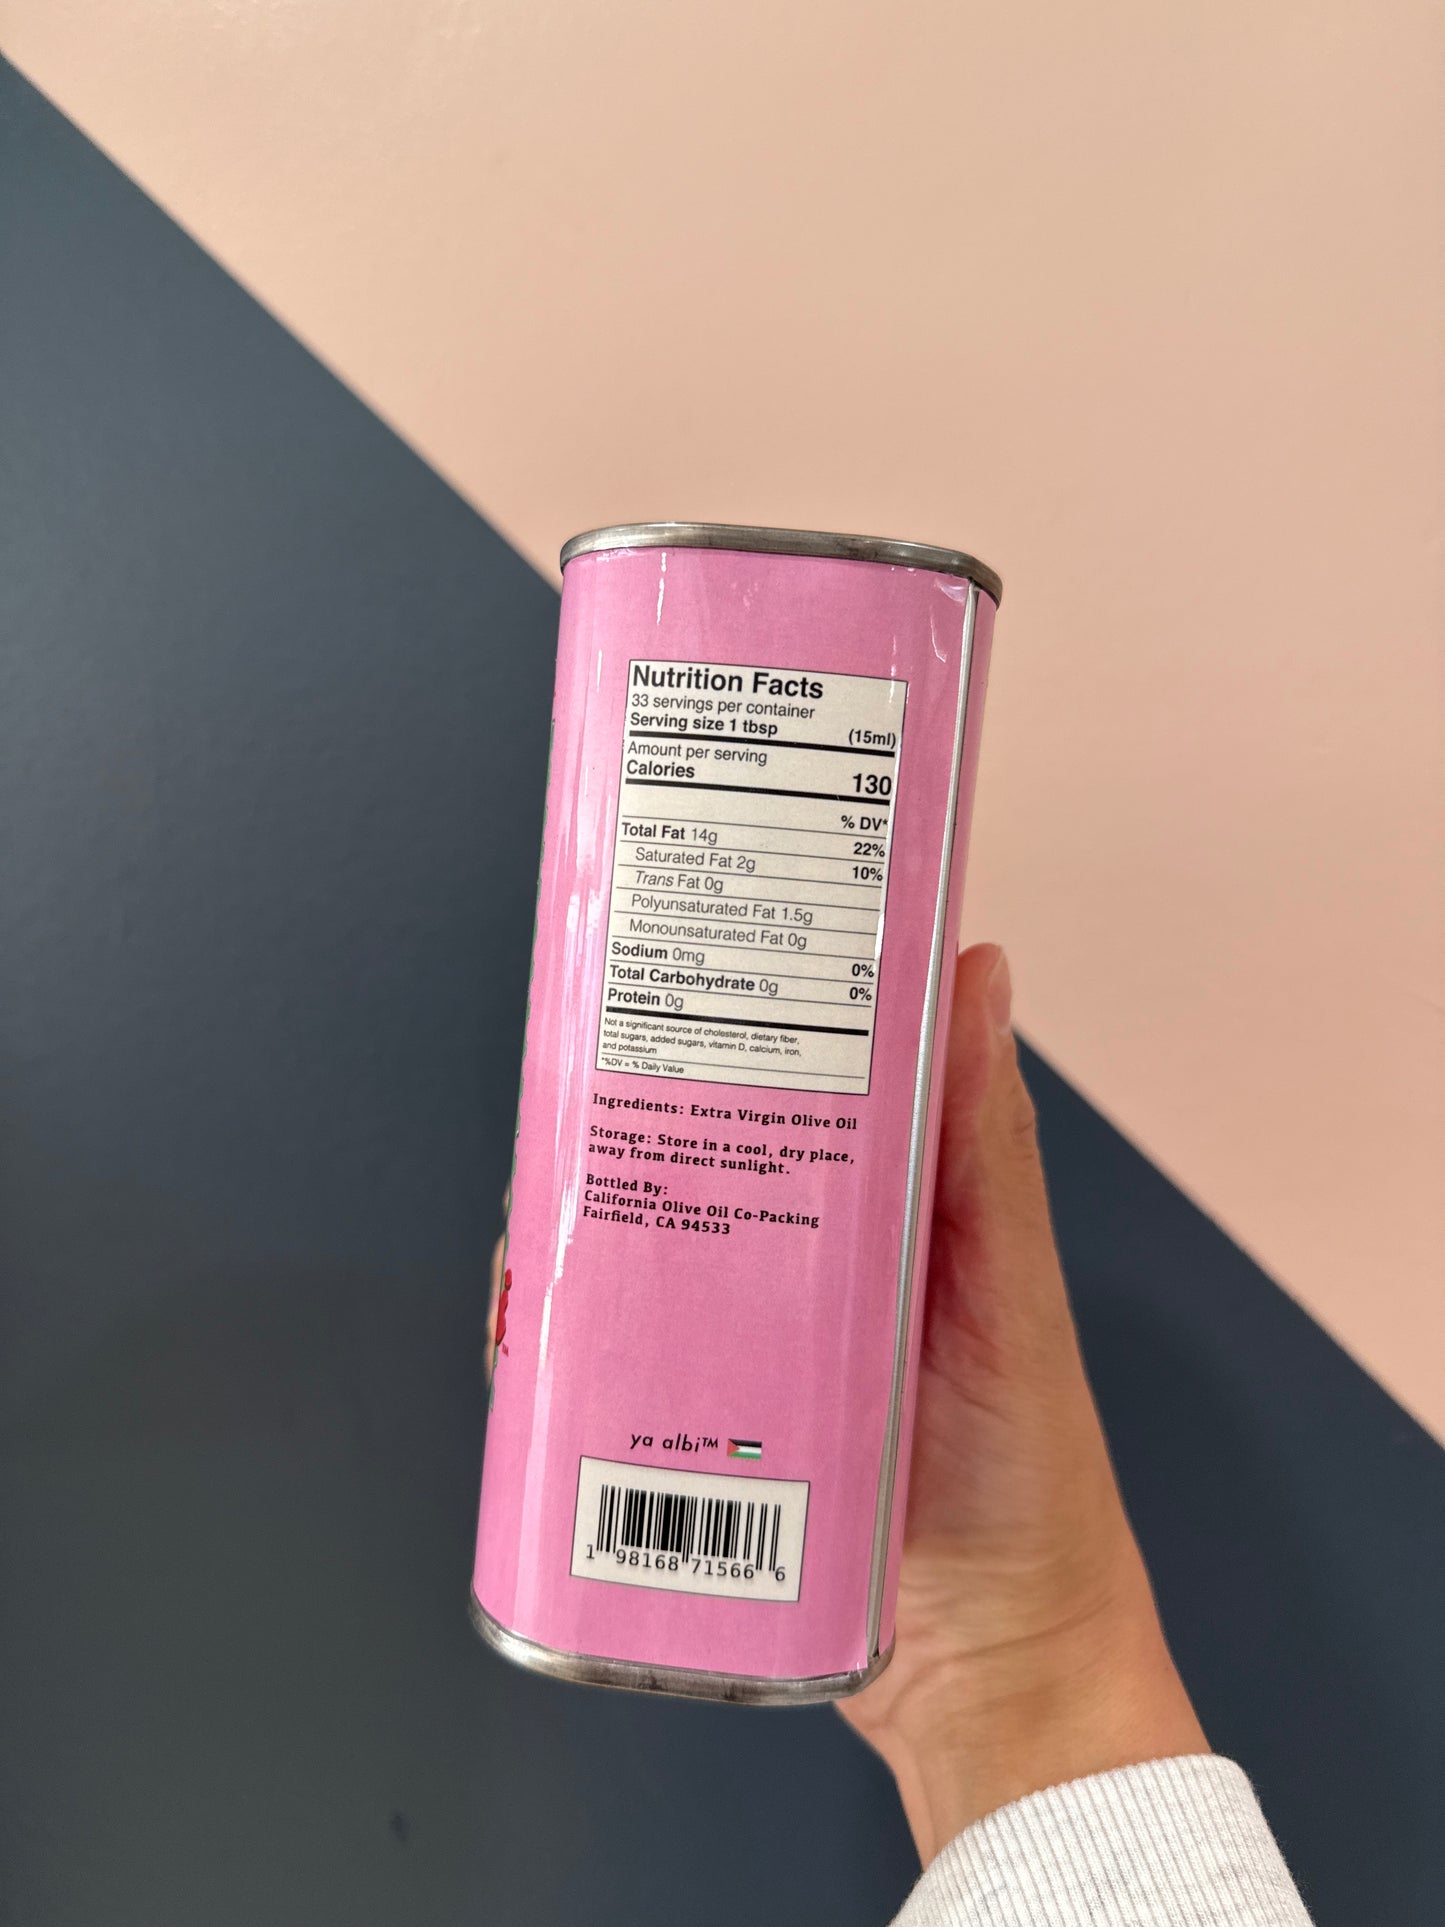 Nutrition Facts
33 servings per container
Serving size 1 tbsp (15ml)
Amount per serving
Calories 130
% DV*
Total Fat 14g 22%
Saturated Fat 2g 10%
Trans Fat 0g
Polyunsaturated Fat 1.5g
Monounsaturated Fat 0g
Sodium 0mg 0%
Total Carbohydrate 0g 0%
Protein 0g
Not a significant source of cholesterol, dietary fiber,
total sugars, added sugars, vitamin D, calcium, iron,
and potassium
*%DV = % Daily Value
Ingredients: Extra Virgin Olive Oil
Storage: Store in a cool, dry place,
away from direct sunlight.
Bottled By:
California Olive Oil Co-Packing
Fairfield, CA 94533
ya albi™
1 98168 71566 6